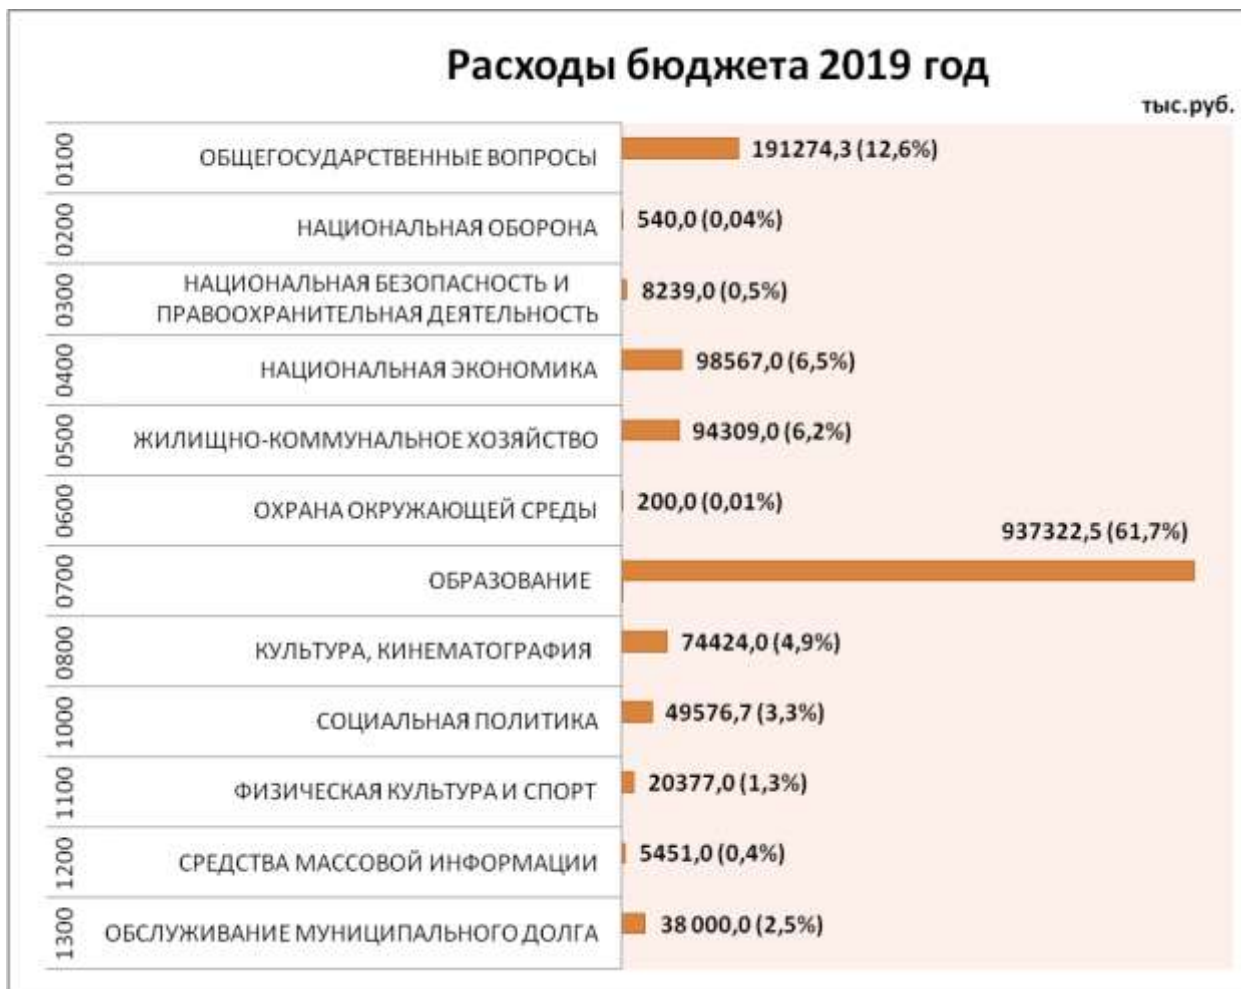 Расходы бюджета 2019 год
тыс.руб.
0100
ОБЩЕГОСУДАРСТВЕННЫЕ ВОПРОСЫ
191274,3 (12,6%)
0200
НАЦИОНАЛЬНАЯ ОБОРОНА
540,0 (0,04%)
0300
НАЦИОНАЛЬНАЯ БЕЗОПАСНОСТЬ И
ПРАВООХРАНИТЕЛЬНАЯ ДЕЯТЕЛЬНОСТЬ
8239,0 (0,5%)
0400
НАЦИОНАЛЬНАЯ ЭКОНОМИКА
98567,0 (6,5%)
0500
ЖИЛИЩНО-КОММУНАЛЬНОЕ ХОЗЯЙСТВО
94309,0 (6,2%)
0600
ОХРАНА ОКРУЖАЮЩЕЙ СРЕДЫ
200,0 (0,01%)
0700
ОБРАЗОВАНИЕ
937322,5 (61,7%)
0800
КУЛЬТУРА, КИНЕМАТОГРАФИЯ
74424,0 (4,9%)
1000
СОЦИАЛЬНАЯ ПОЛИТИКА
49576,7 (3,3%)
1100
ФИЗИЧЕСКАЯ КУЛЬТУРА И СПОРТ
20377,0 (1,3%)
1200
СРЕДСТВА МАССОВОЙ ИНФОРМАЦИИ
5451,0 (0,4%)
1300
ОБСЛУЖИВАНИЕ МУНИЦИПАЛЬНОГО ДОЛГА
38 000,0 (2,5%)